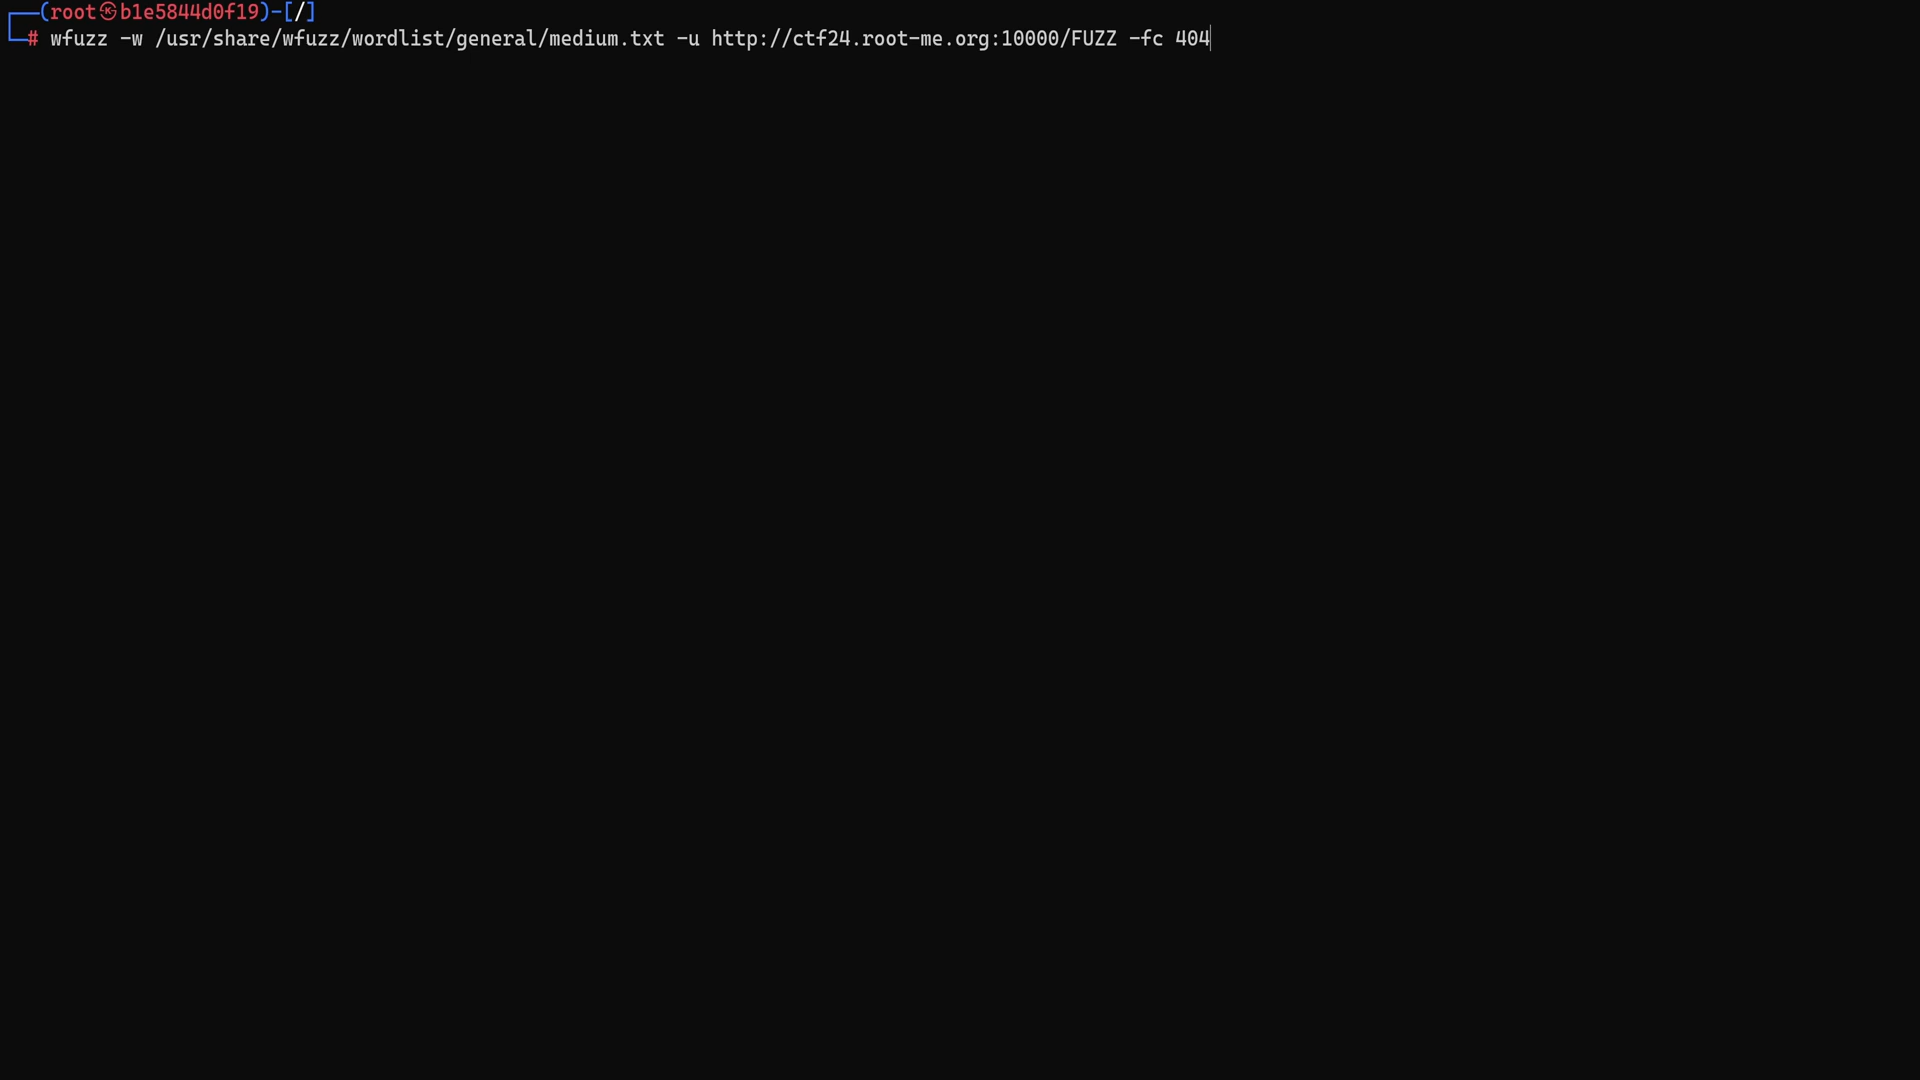 ┌──(root㉿b1e5844d0f19)-[/]
└─# wfuzz -w /usr/share/wfuzz/wordlist/general/medium.txt -u http://ctf24.root-me.org:10000/FUZZ -fc 404